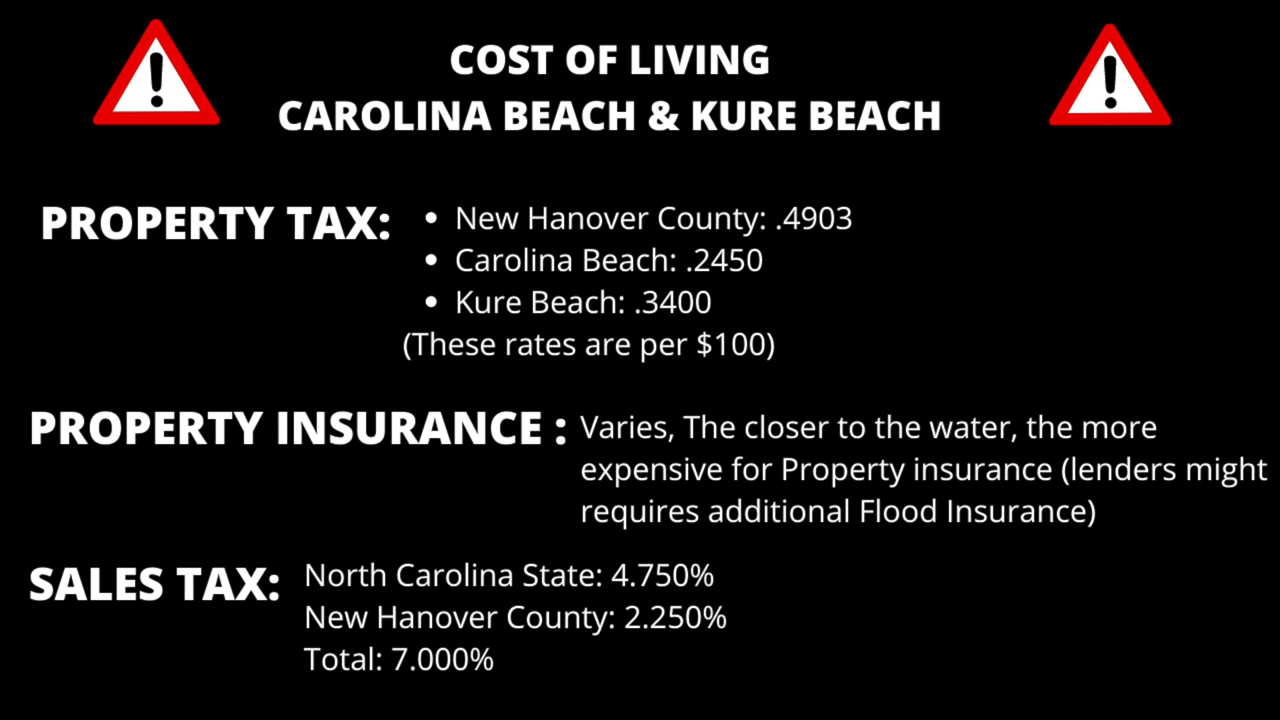 COST OF LIVING
CAROLINA BEACH & KURE BEACH
PROPERTY TAX:
• New Hanover County: .4903
• Carolina Beach: .2450
• Kure Beach: .3400
(These rates are per $100)
PROPERTY INSURANCE :
Varies, The closer to the water, the more
expensive for Property insurance (lenders might
requires additional Flood Insurance)
SALES TAX:
North Carolina State: 4.750%
New Hanover County: 2.250%
Total: 7.000%